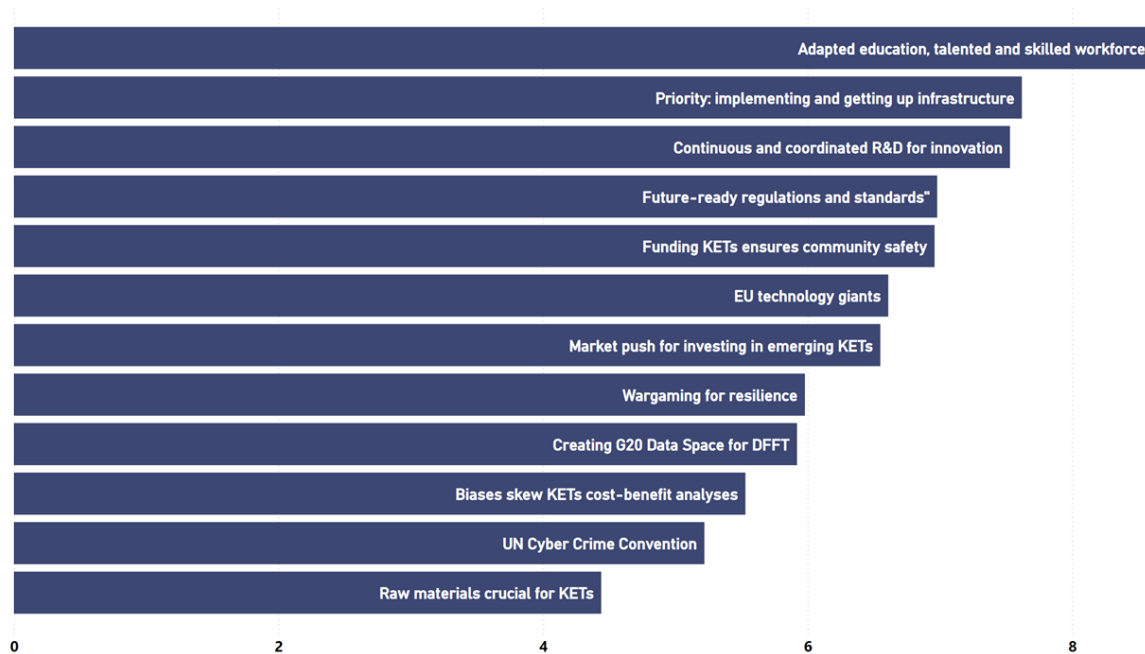 Adapted education, talented and skilled workforce
Priority: implementing and getting up infrastructure
Continuous and coordinated R&D for innovation
Future-ready regulations and standards"
Funding KETs ensures community safety
EU technology giants
Market push for investing in emerging KETs
Wargaming for resilience
Creating G20 Data Space for DFFT
Biases skew KETs cost-benefit analyses
UN Cyber Crime Convention
Raw materials crucial for KETs
0 2 4 6 8